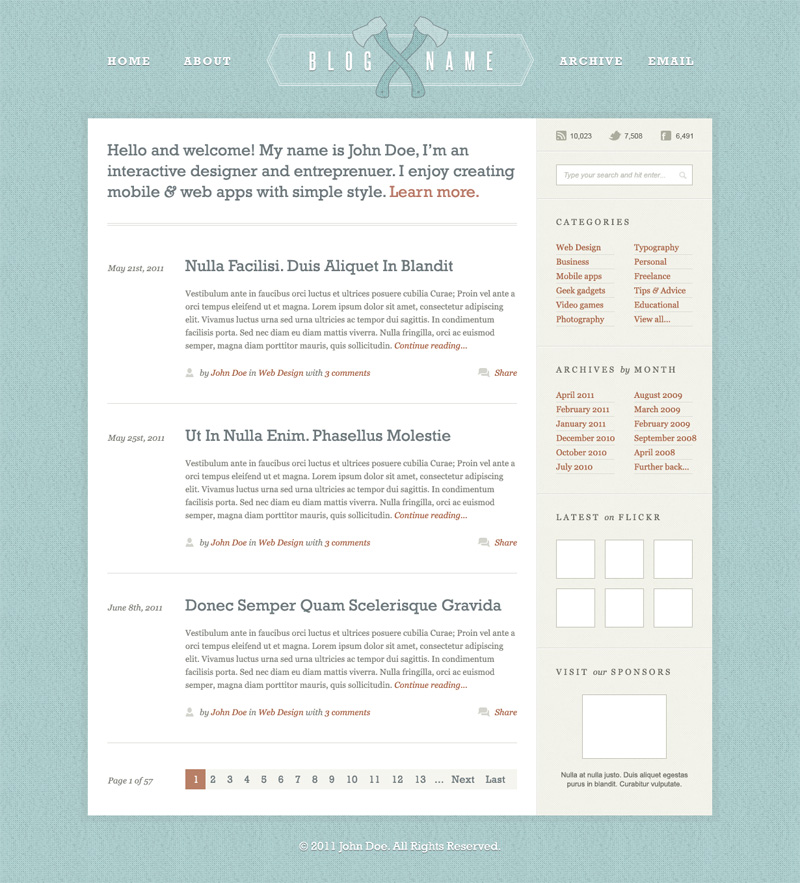 HOME ABOUT BLOG NAME ARCHIVE EMAIL
Hello and welcome! My name is John Doe, I'm an
interactive designer and entreprenuer. I enjoy creating
mobile & web apps with simple style. Learn more.
May 21st, 2011
Nulla Facilisi. Duis Aliquet In Blandit
Vestibulum ante in faucibus orci luctus et ultrices posuere cubilia Curae; Proin vel ante a
orci tempus eleifend ut et magna. Lorem ipsum dolor sit amet, consectetur adipiscing
elit. Vivamus luctus urna sed urna ultricies ac tempor dui sagittis. In condimentum
facilisis porta. Sed nec diam eu diam mattis viverra. Nulla fringilla, orci ac euismod
semper, magna diam porttitor mauris, quis sollicitudin. Continue reading...
by John Doe in Web Design with 3 comments Share
May 25st, 2011
Ut In Nulla Enim. Phasellus Molestie
Vestibulum ante in faucibus orci luctus et ultrices posuere cubilia Curae; Proin vel ante a
orci tempus eleifend ut et magna. Lorem ipsum dolor sit amet, consectetur adipiscing
elit. Vivamus luctus urna sed urna ultricies ac tempor dui sagittis. In condimentum
facilisis porta. Sed nec diam eu diam mattis viverra. Nulla fringilla, orci ac euismod
semper, magna diam porttitor mauris, quis sollicitudin. Continue reading...
by John Doe in Web Design with 3 comments Share
June 8th, 2011
Donec Semper Quam Scelerisque Gravida
Vestibulum ante in faucibus orci luctus et ultrices posuere cubilia Curae; Proin vel ante a
orci tempus eleifend ut et magna. Lorem ipsum dolor sit amet, consectetur adipiscing
elit. Vivamus luctus urna sed urna ultricies ac tempor dui sagittis. In condimentum
facilisis porta. Sed nec diam eu diam mattis viverra. Nulla fringilla, orci ac euismod
semper, magna diam porttitor mauris, quis sollicitudin. Continue reading...
by John Doe in Web Design with 3 comments Share
Page 1 of 57
1 2 3 4 5 6 7 8 9 10 11 12 13 ... Next Last
10,023 7,508 6,491
Type your search and hit enter...
CATEGORIES
Web Design Typography
Business Personal
Mobile apps Freelance
Geek gadgets Tips & Advice
Video games Educational
Photography View all...
ARCHIVES by MONTH
April 2011 August 2009
February 2011 March 2009
January 2011 February 2009
December 2010 September 2008
October 2010 April 2008
July 2010 Further back...
LATEST on FLICKR
VISIT our SPONSORS
Nulla at nulla justo. Duis aliquet egestas
purus in blandit. Curabitur vulputate.
© 2011 John Doe. All Rights Reserved.